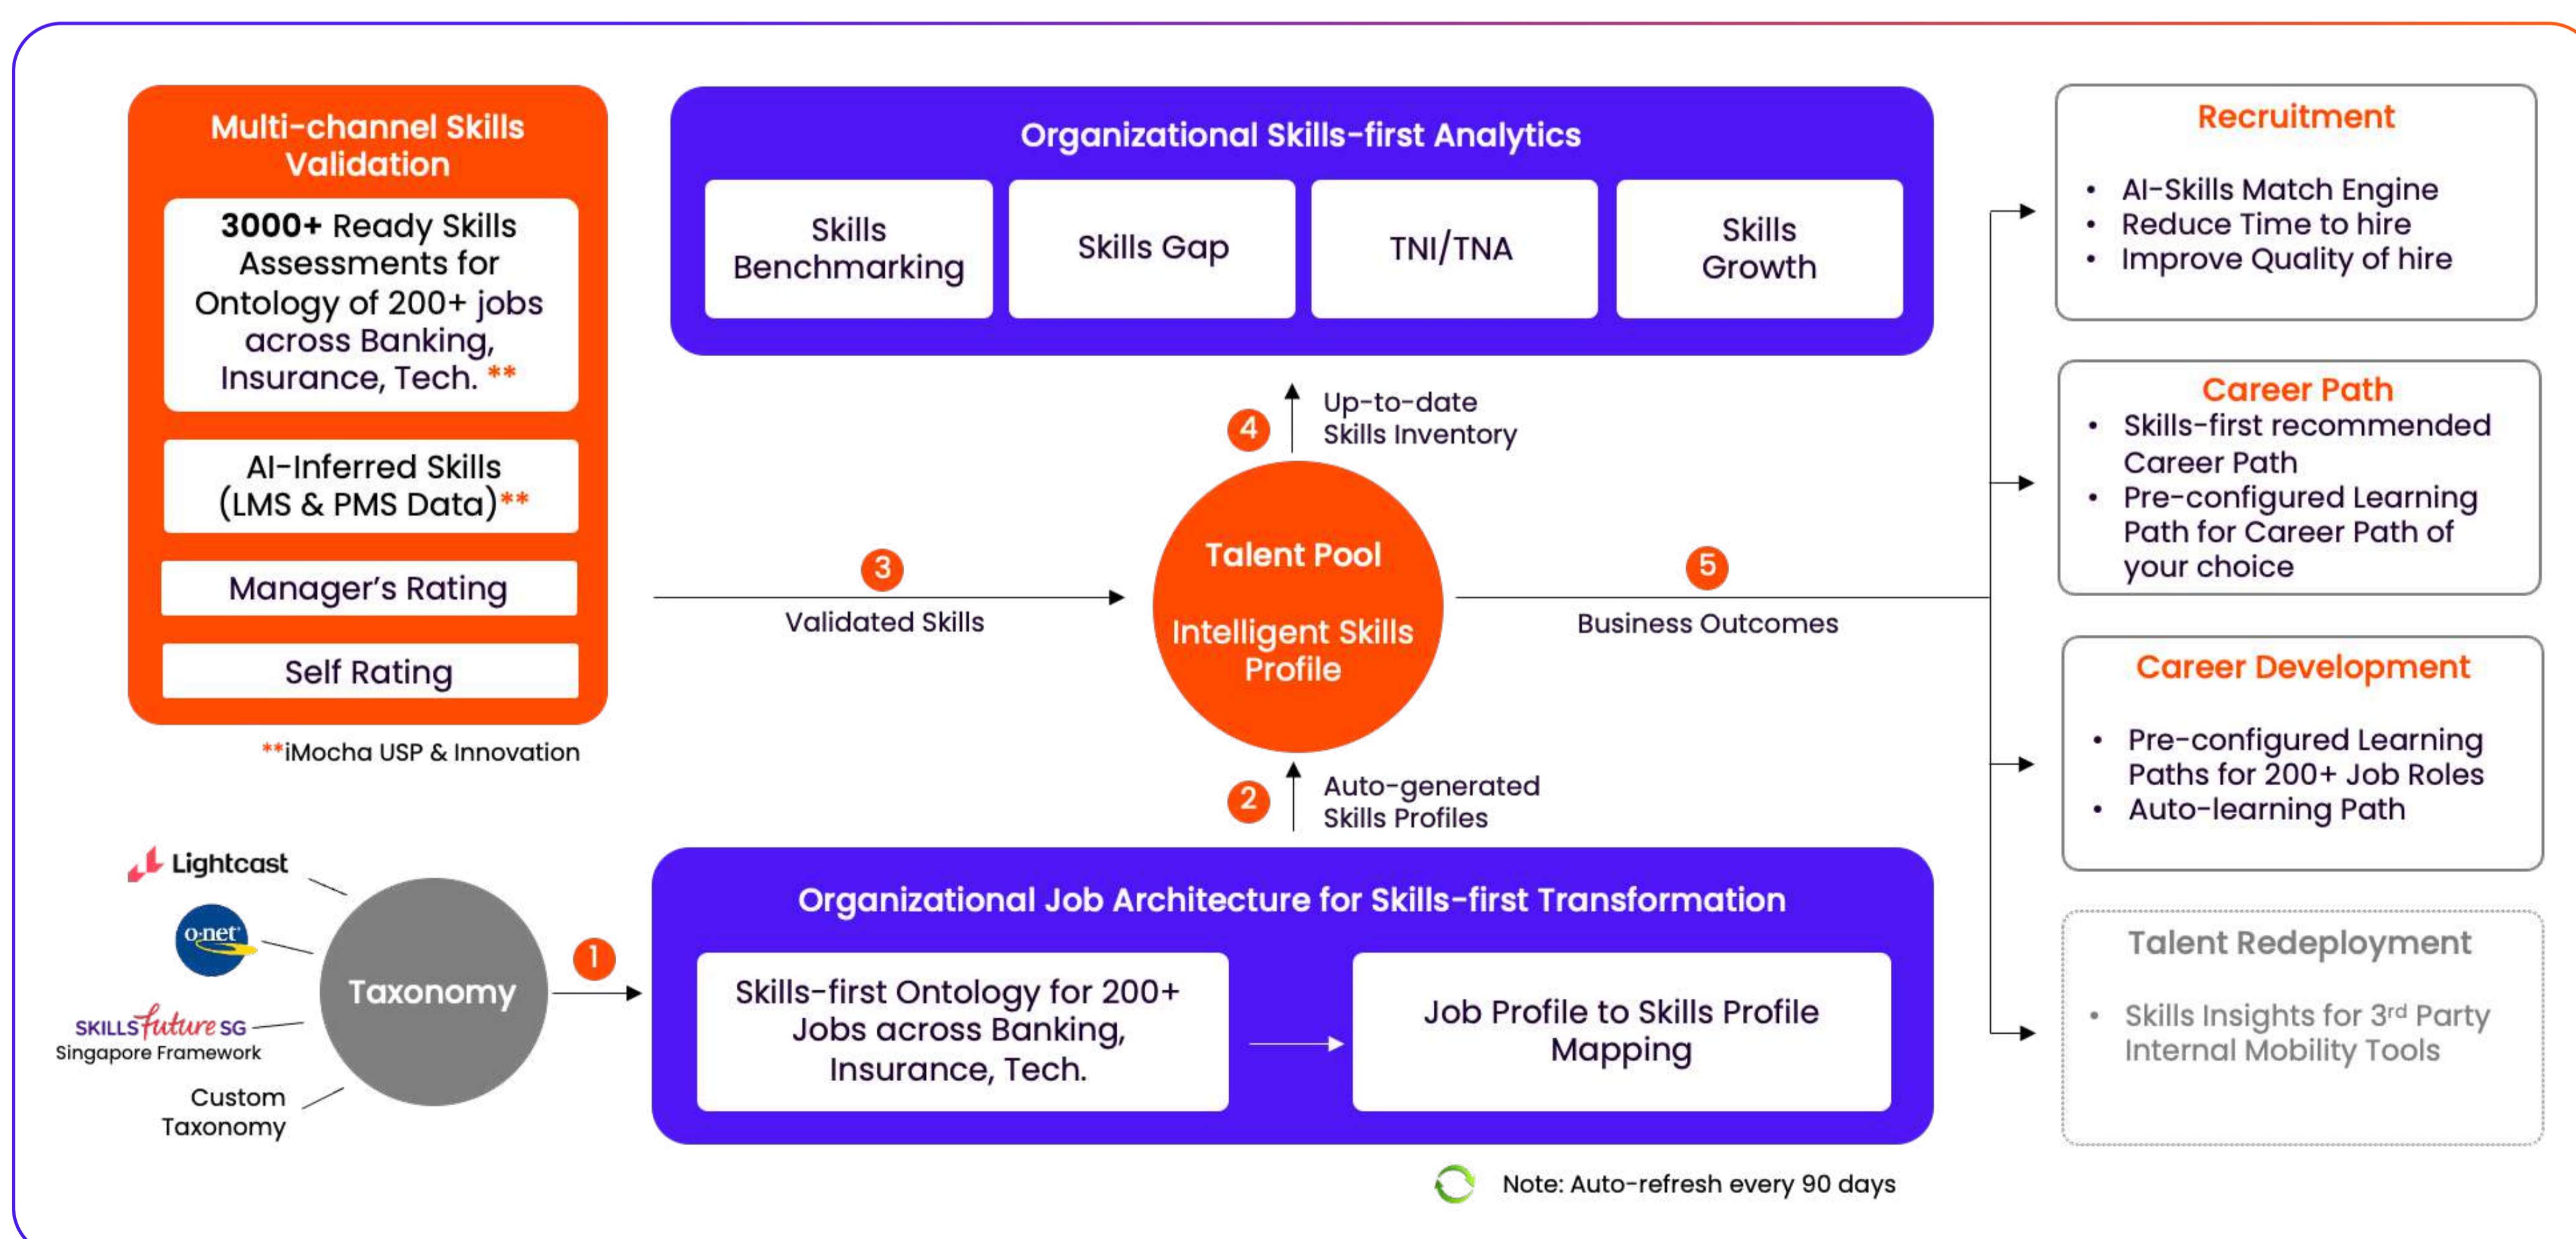 Multi-channel Skills
Validation
3000+ Ready Skills
Assessments for
Ontology of 200+ jobs
across Banking,
Insurance, Tech. **
AI-Inferred Skills
(LMS & PMS Data)**
Manager's Rating
Self Rating
**iMocha USP & Innovation
Organizational Skills-first Analytics
Skills
Benchmarking
Skills Gap
TNI/TNA
Skills
Growth
4
Up-to-date
Skills Inventory
3
Validated Skills
Talent Pool
Intelligent Skills
Profile
5
Business Outcomes
2
Auto-generated
Skills Profiles
Lightcast
o·net
SKILLSfuture SG
Singapore Framework
Custom
Taxonomy
Taxonomy
1
Organizational Job Architecture for Skills-first Transformation
Skills-first Ontology for 200+
Jobs across Banking,
Insurance, Tech.
Job Profile to Skills Profile
Mapping
Note: Auto-refresh every 90 days
Recruitment
• AI-Skills Match Engine
• Reduce Time to hire
• Improve Quality of hire
Career Path
• Skills-first recommended
Career Path
• Pre-configured Learning
Path for Career Path of
your choice
Career Development
• Pre-configured Learning
Paths for 200+ Job Roles
• Auto-learning Path
Talent Redeployment
• Skills Insights for 3rd Party
Internal Mobility Tools